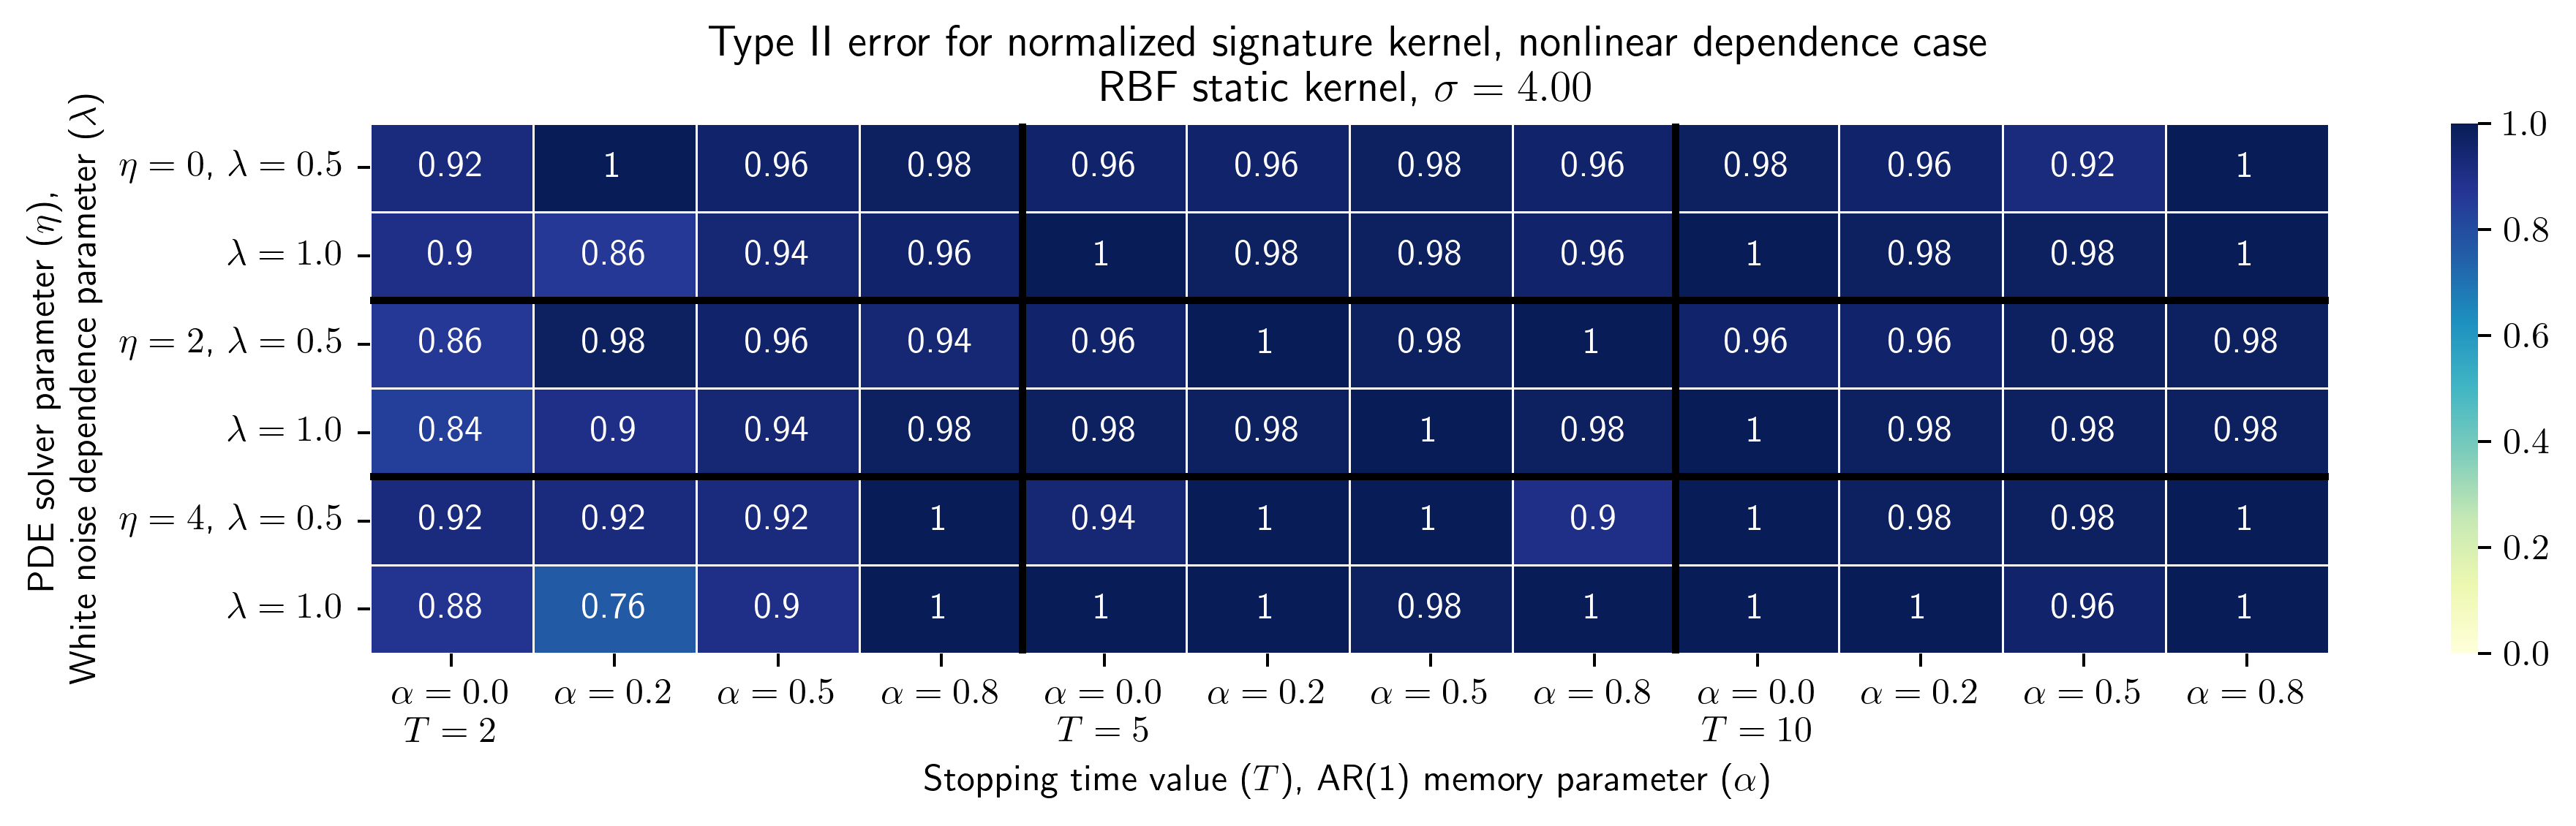 Type II error for normalized signature kernel, nonlinear dependence case
RBF static kernel, σ = 4.00
PDE solver parameter (η),
White noise dependence parameter (λ)
η = 0, λ = 0.5 0.92 1 0.96 0.98 0.96 0.96 0.98 0.96 0.98 0.96 0.92 1
λ = 1.0 0.9 0.86 0.94 0.96 1 0.98 0.98 0.96 1 0.98 0.98 1
η = 2, λ = 0.5 0.86 0.98 0.96 0.94 0.96 1 0.98 1 0.96 0.96 0.98 0.98
λ = 1.0 0.84 0.9 0.94 0.98 0.98 0.98 1 0.98 1 0.98 0.98 0.98
η = 4, λ = 0.5 0.92 0.92 0.92 1 0.94 1 1 0.9 1 0.98 0.98 1
λ = 1.0 0.88 0.76 0.9 1 1 1 0.98 1 1 1 0.96 1
α = 0.0 α = 0.2 α = 0.5 α = 0.8 α = 0.0 α = 0.2 α = 0.5 α = 0.8 α = 0.0 α = 0.2 α = 0.5 α = 0.8
T = 2 T = 5 T = 10
Stopping time value (T), AR(1) memory parameter (α)
1.0
0.8
0.6
0.4
0.2
0.0